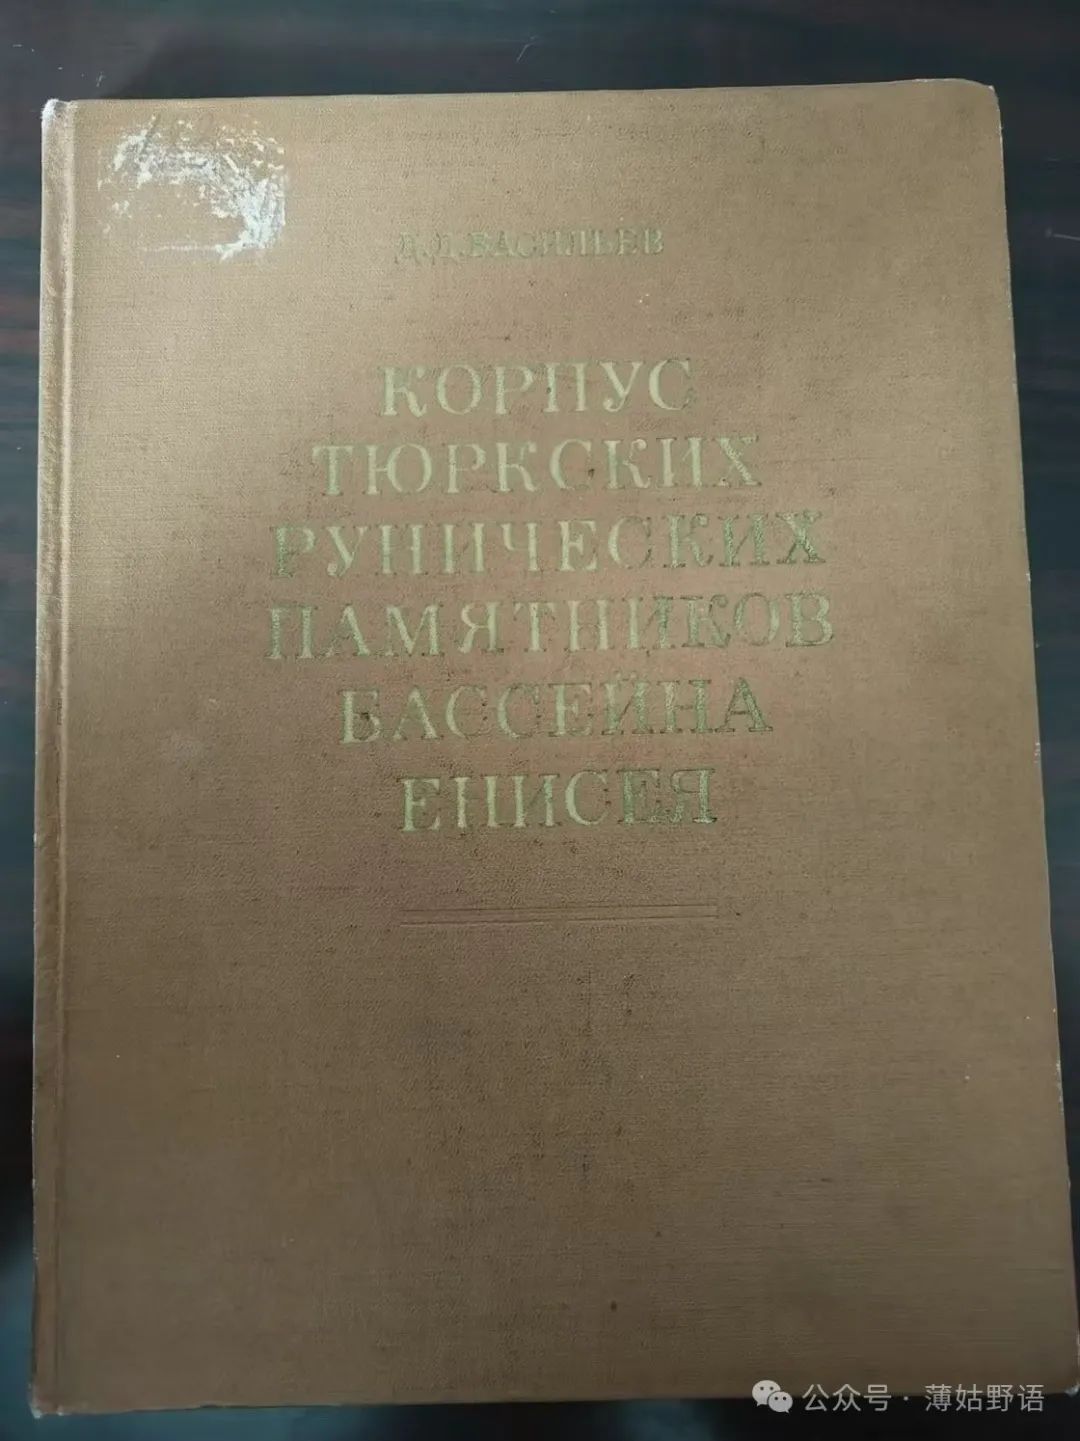 Д.Д.ВАСИЛЬЕВ
КОРПУС
ТЮРКСКИХ
РУНИЧЕСКИХ
ПАМЯТНИКОВ
БАССЕЙНА
ЕНИСЕЯ
公众号·薄姑野语